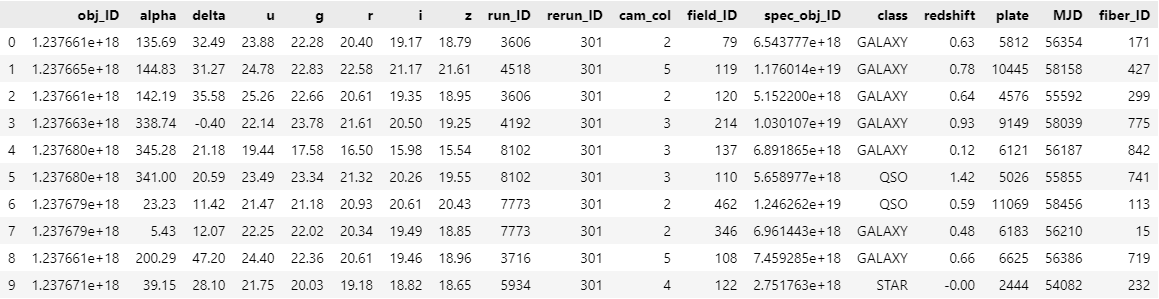 obj_ID alpha delta u g r i z run_ID rerun_ID cam_col field_ID spec_obj_ID class redshift plate MJD fiber_ID
0 1.237661e+18 135.69 32.49 23.88 22.28 20.40 19.17 18.79 3606 301 2 79 6.543777e+18 GALAXY 0.63 5812 56354 171
1 1.237665e+18 144.83 31.27 24.78 22.83 22.58 21.17 21.61 4518 301 5 119 1.176014e+19 GALAXY 0.78 10445 58158 427
2 1.237661e+18 142.19 35.58 25.26 22.66 20.61 19.35 18.95 3606 301 2 120 5.152200e+18 GALAXY 0.64 4576 55592 299
3 1.237663e+18 338.74 -0.40 22.14 23.78 21.61 20.50 19.25 4192 301 3 214 1.030107e+19 GALAXY 0.93 9149 58039 775
4 1.237680e+18 345.28 21.18 19.44 17.58 16.50 15.98 15.54 8102 301 3 137 6.891865e+18 GALAXY 0.12 6121 56187 842
5 1.237680e+18 341.00 20.59 23.49 23.34 21.32 20.26 19.55 8102 301 3 110 5.658977e+18 QSO 1.42 5026 55855 741
6 1.237679e+18 23.23 11.42 21.47 21.18 20.93 20.61 20.43 7773 301 2 462 1.246262e+19 QSO 0.59 11069 58456 113
7 1.237679e+18 5.43 12.07 22.25 22.02 20.34 19.49 18.85 7773 301 2 346 6.961443e+18 GALAXY 0.48 6183 56210 15
8 1.237661e+18 200.29 47.20 24.40 22.36 20.61 19.46 18.96 3716 301 5 108 7.459285e+18 GALAXY 0.66 6625 56386 719
9 1.237671e+18 39.15 28.10 21.75 20.03 19.18 18.82 18.65 5934 301 4 122 2.751763e+18 STAR -0.00 2444 54082 232